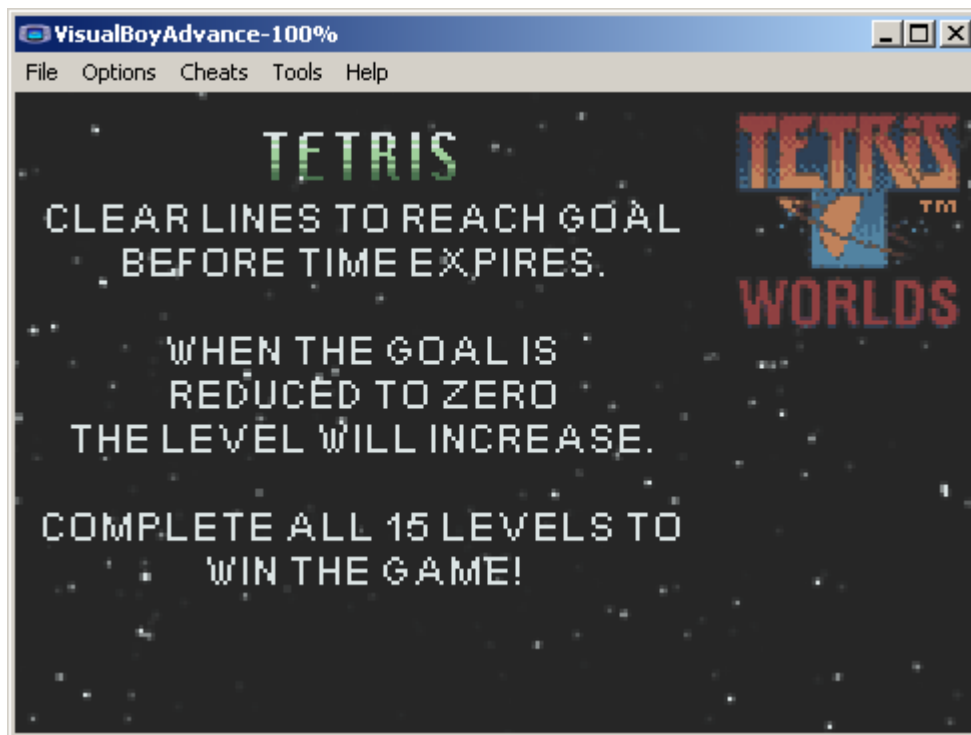 VisualBoyAdvance-100%
File Options Cheats Tools Help
TETRIS
CLEAR LINES TO REACH GOAL
BEFORE TIME EXPIRES.
WHEN THE GOAL IS
REDUCED TO ZERO
THE LEVEL WILL INCREASE.
COMPLETE ALL 15 LEVELS TO
WIN THE GAME!
TETRiS
TM
WORLDS